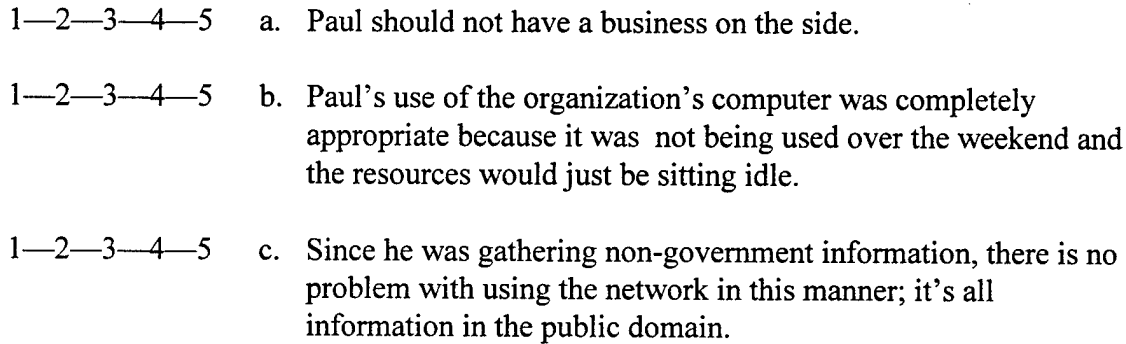 1—2—3—4—5 a. Paul should not have a business on the side.
1—2—3—4—5 b. Paul's use of the organization's computer was completely
appropriate because it was not being used over the weekend and
the resources would just be sitting idle.
1—2—3—4—5 c. Since he was gathering non-government information, there is no
problem with using the network in this manner; it's all
information in the public domain.